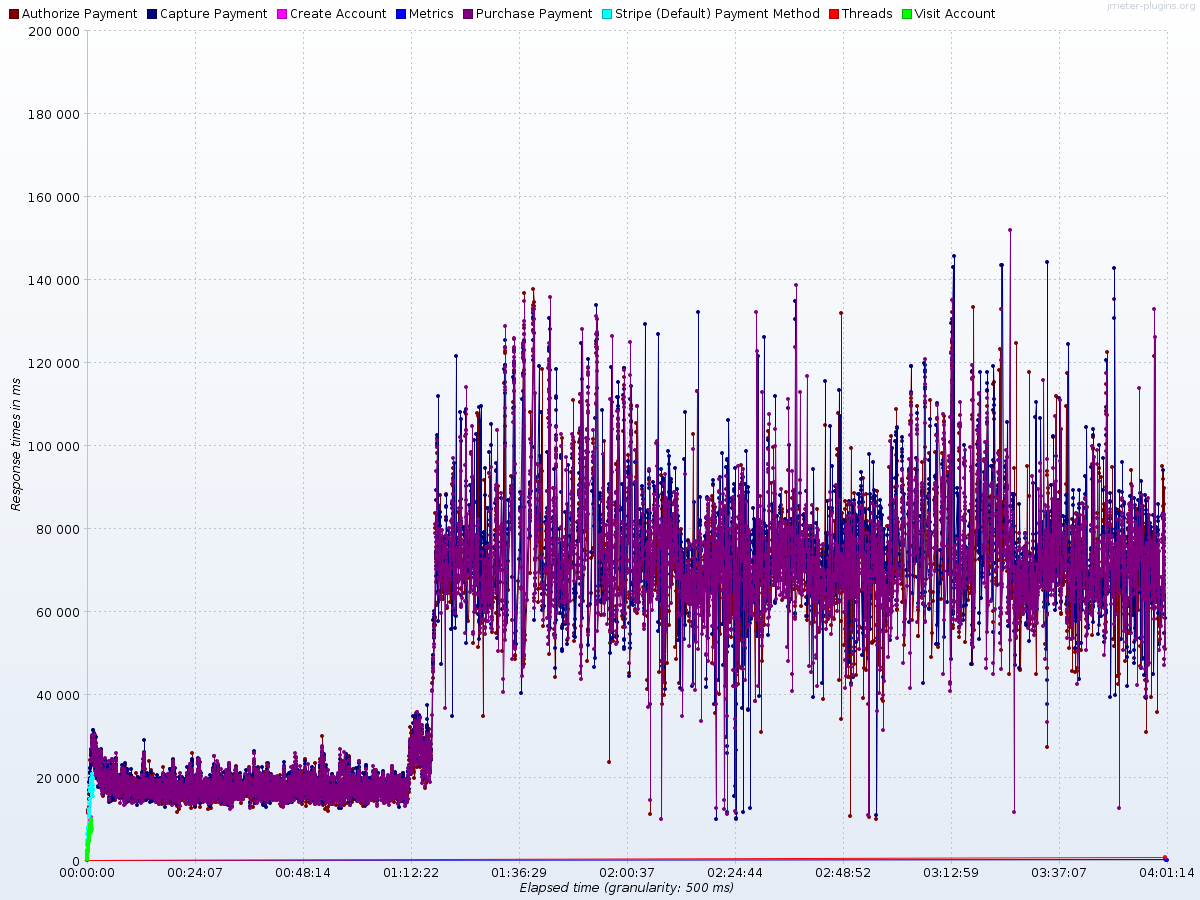 jmeter-plugins.org
Authorize Payment Capture Payment Create Account Metrics Purchase Payment Stripe (Default) Payment Method Threads Visit Account
200 000
180 000
160 000
140 000
120 000
100 000
80 000
60 000
40 000
20 000
0
Response times in ms
00:00:00 00:24:07 00:48:14 01:12:22 01:36:29 02:00:37 02:24:44 02:48:52 03:12:59 03:37:07 04:01:14
Elapsed time (granularity: 500 ms)